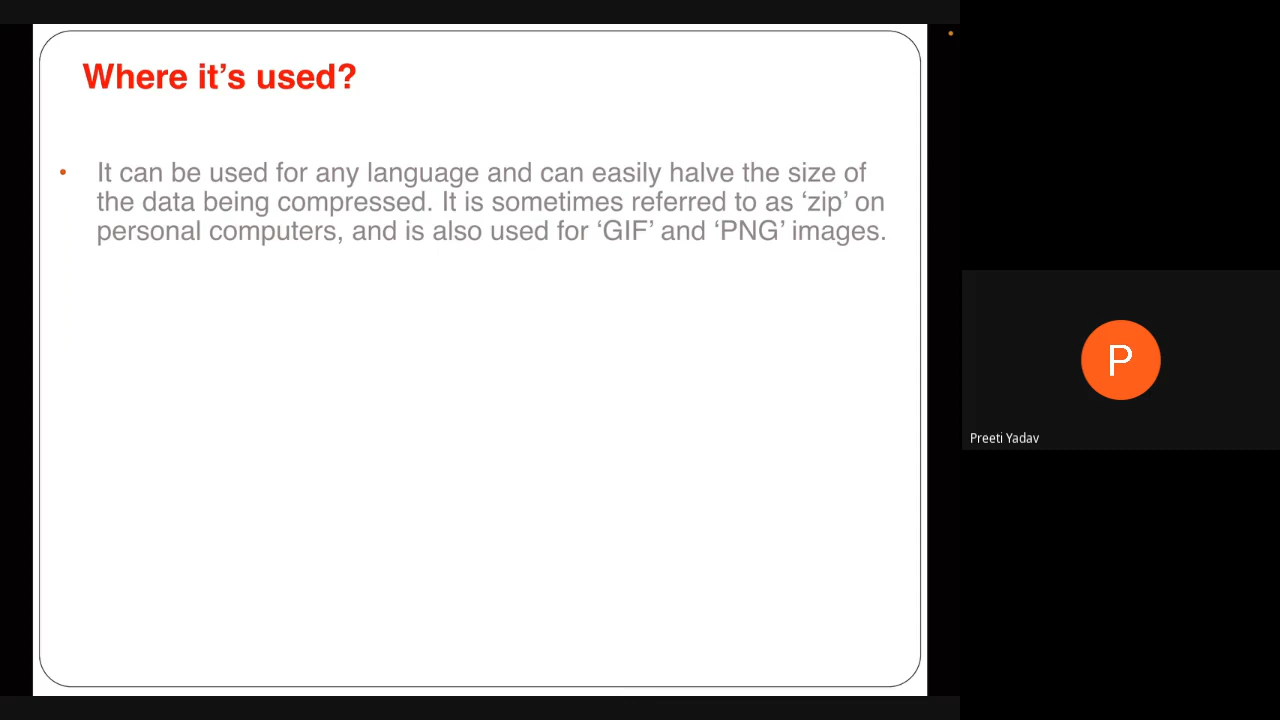 Where it’s used?
• It can be used for any language and can easily halve the size of
the data being compressed. It is sometimes referred to as ‘zip’ on
personal computers, and is also used for ‘GIF’ and ‘PNG’ images.
P
Preeti Yadav